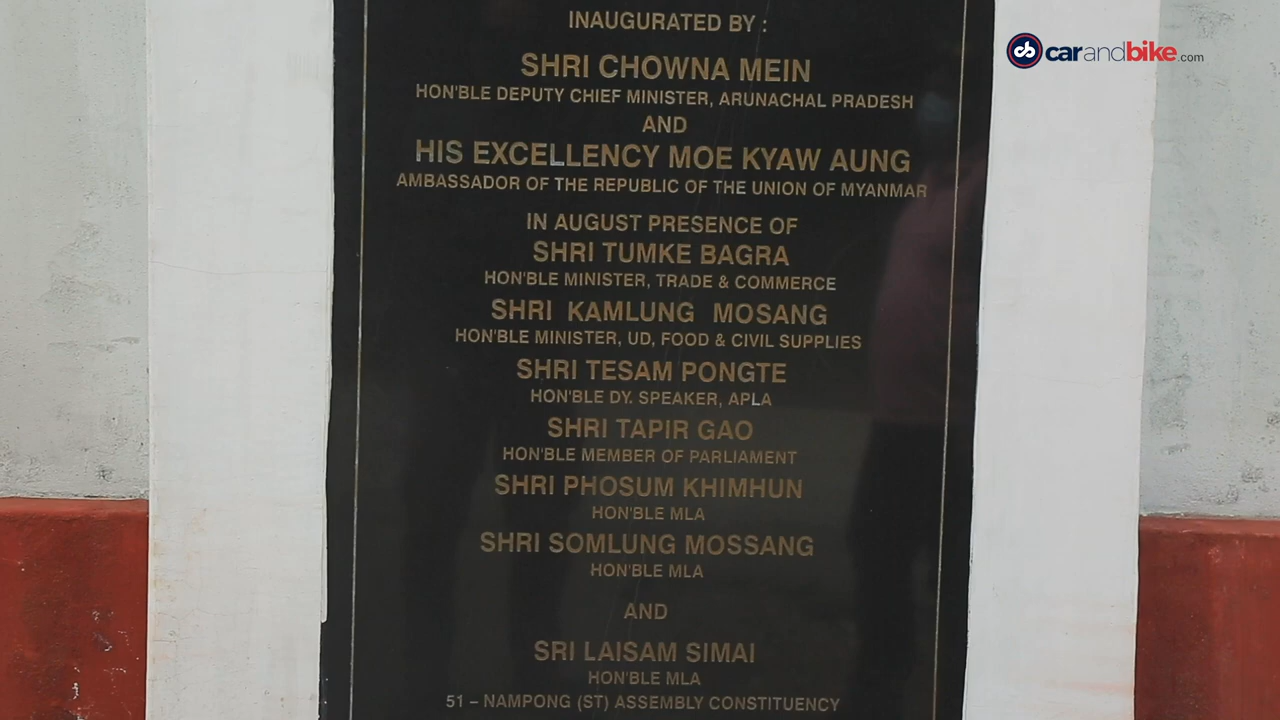 INAUGURATED BY :
SHRI CHOWNA MEIN
HON'BLE DEPUTY CHIEF MINISTER, ARUNACHAL PRADESH
AND
HIS EXCELLENCY MOE KYAW AUNG
AMBASSADOR OF THE REPUBLIC OF THE UNION OF MYANMAR
IN AUGUST PRESENCE OF
SHRI TUMKE BAGRA
HON'BLE MINISTER, TRADE & COMMERCE
SHRI KAMLUNG MOSANG
HON'BLE MINISTER, UD, FOOD & CIVIL SUPPLIES
SHRI TESAM PONGTE
HON'BLE DY. SPEAKER, APLA
SHRI TAPIR GAO
HON'BLE MEMBER OF PARLIAMENT
SHRI PHOSUM KHIMHUN
HON'BLE MLA
SHRI SOMLUNG MOSSANG
HON'BLE MLA
AND
SRI LAISAM SIMAI
HON'BLE MLA
51 – NAMPONG (ST) ASSEMBLY CONSTITUENCY
cb carandbike.com